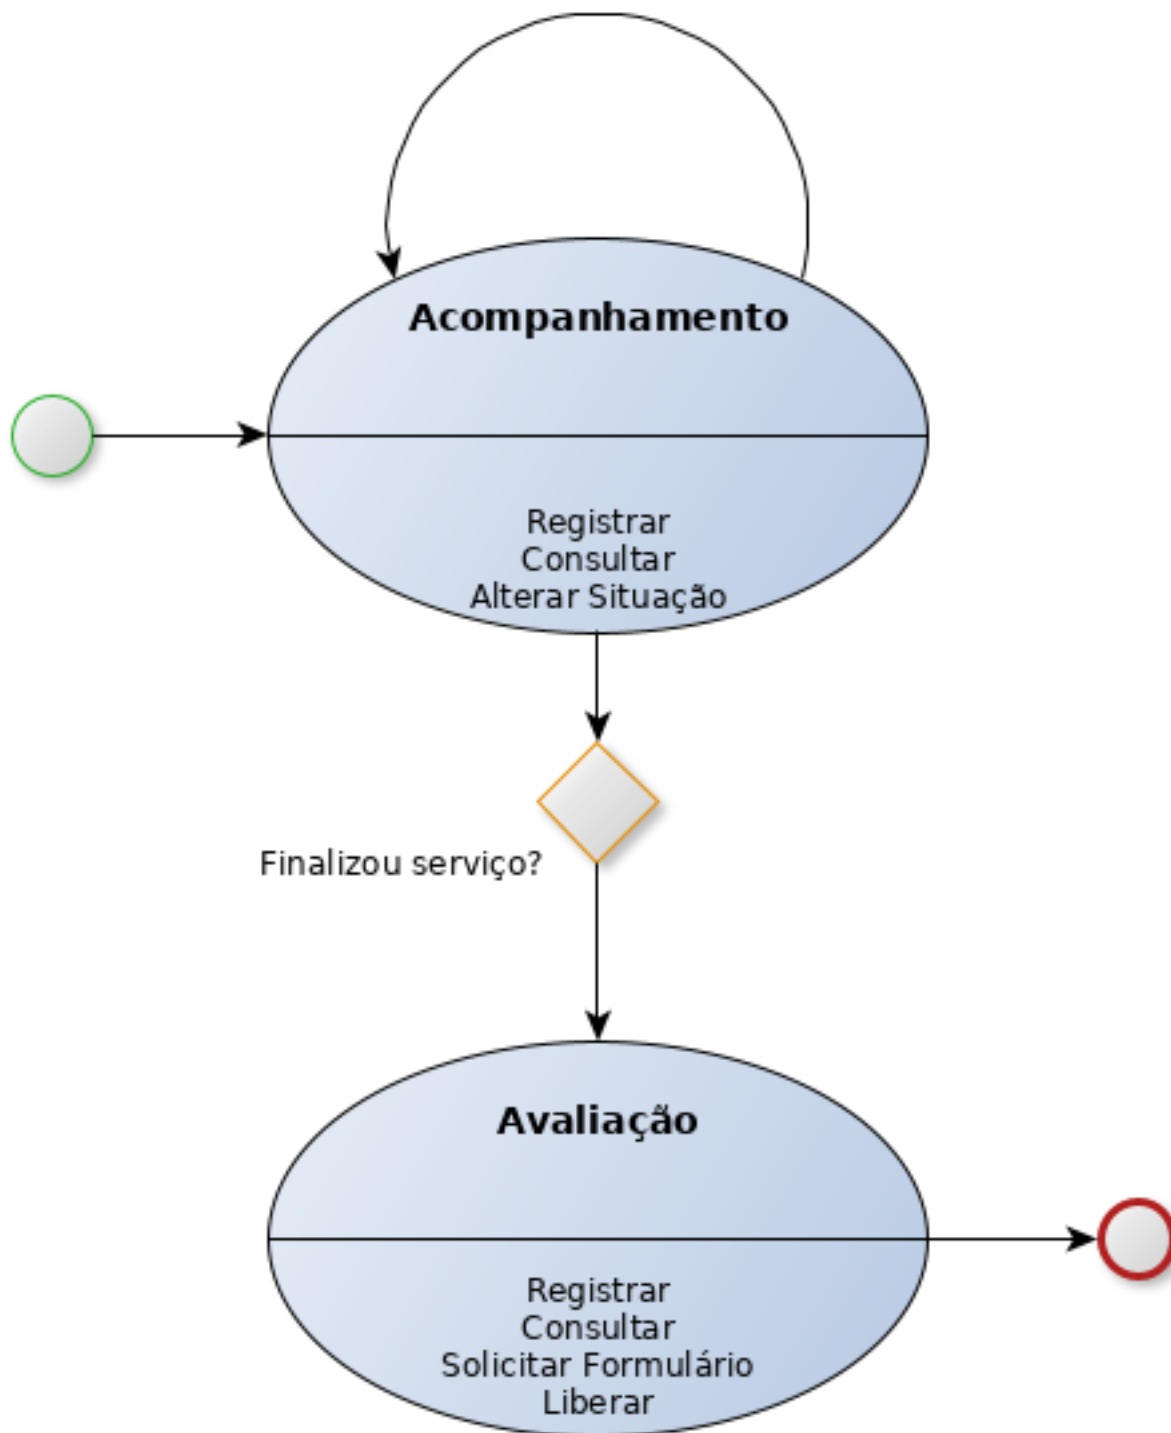 Acompanhamento
Registrar
Consultar
Alterar Situação
Finalizou serviço?
Avaliação
Registrar
Consultar
Solicitar Formulário
Liberar